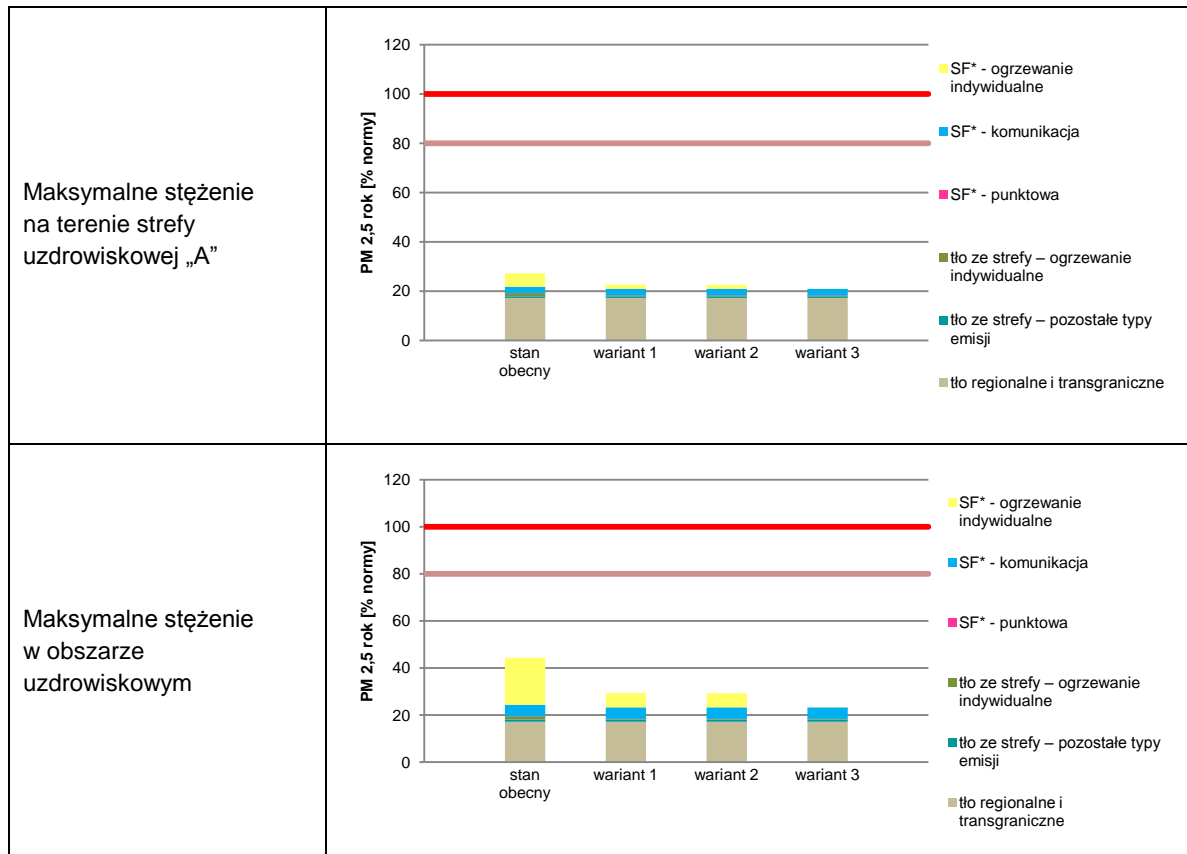 Maksymalne stężenie
na terenie strefy
uzdrowiskowej „A”
PM 2,5 rok [% normy]
120
100
80
60
40
20
0
stan
obecny
wariant 1
wariant 2
wariant 3
SF* - ogrzewanie
indywidualne
SF* - komunikacja
SF* - punktowa
tło ze strefy – ogrzewanie
indywidualne
tło ze strefy – pozostałe typy
emisji
tło regionalne i transgraniczne
Maksymalne stężenie
w obszarze
uzdrowiskowym
PM 2,5 rok [% normy]
120
100
80
60
40
20
0
stan
obecny
wariant 1
wariant 2
wariant 3
SF* - ogrzewanie
indywidualne
SF* - komunikacja
SF* - punktowa
tło ze strefy – ogrzewanie
indywidualne
tło ze strefy – pozostałe typy
emisji
tło regionalne i
transgraniczne